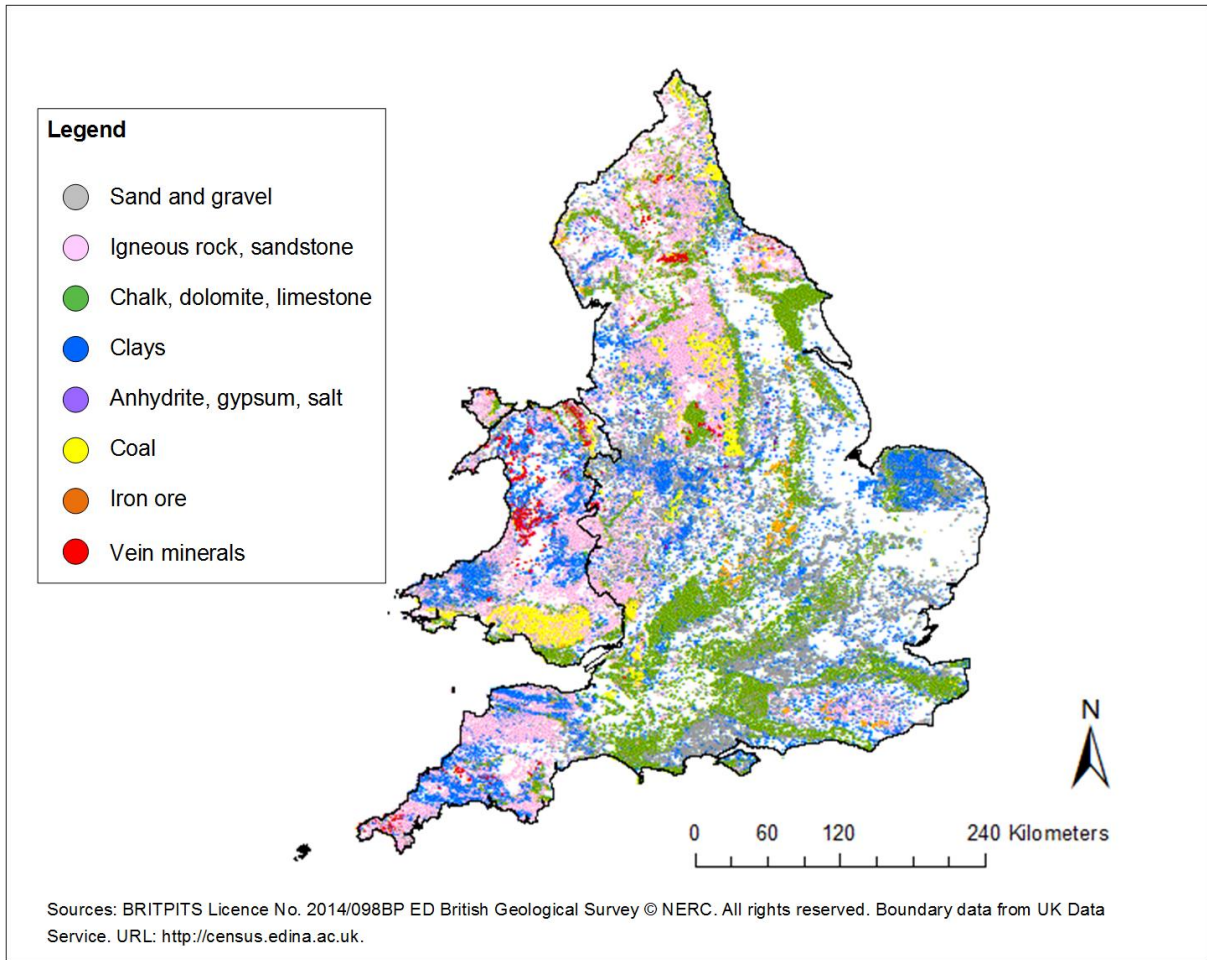 Legend
Sand and gravel
Igneous rock, sandstone
Chalk, dolomite, limestone
Clays
Anhydrite, gypsum, salt
Coal
Iron ore
Vein minerals
N
0 60 120 240 Kilometers
Sources: BRITPITS Licence No. 2014/098BP ED British Geological Survey © NERC. All rights reserved. Boundary data from UK Data
Service. URL: http://census.edina.ac.uk.